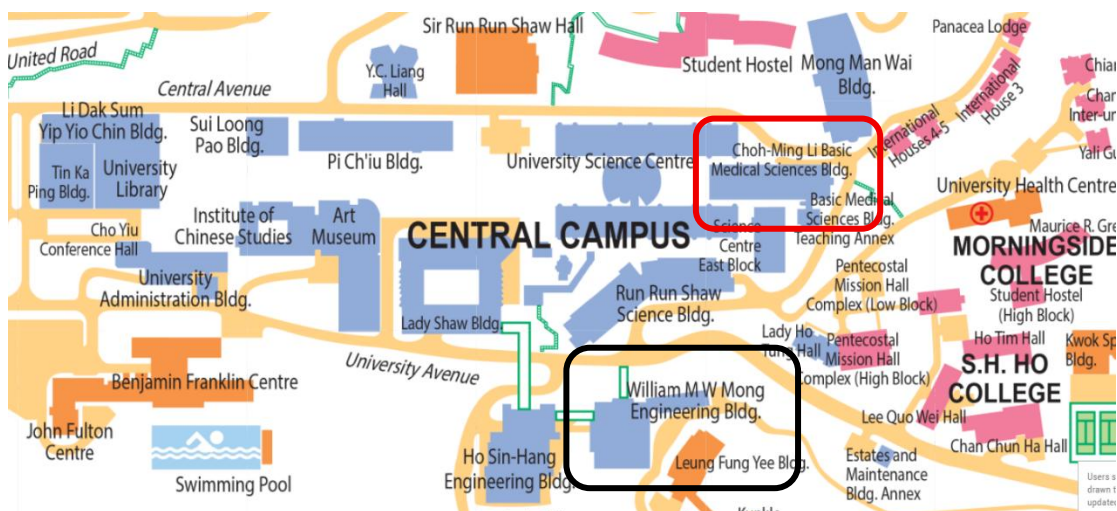 Sir Run Run Shaw Hall
Panacea Lodge
United Road
Y.C. Liang
Hall
Student Hostel
Mong Man Wai
Bldg.
International
House 3
Central Avenue
Li Dak Sum
Yip Yio Chin Bldg.
Sui Loong
Pao Bldg.
Pi Ch'iu Bldg.
University Science Centre
Choh-Ming Li Basic
Medical Sciences Bldg.
International
Houses 4-5
Tin Ka
Ping Bldg.
University
Library
University Health Centre
Basic Medical
Sciences Bldg.
Teaching Annex
Cho Yiu
Conference Hall
Institute of
Chinese Studies
Art
Museum
CENTRAL CAMPUS
Science
Centre
East Block
Maurice R.
MORNINGSIDE
COLLEGE
University
Administration Bldg.
Pentecostal
Mission Hall
Complex (Low Block)
Student Hostel
(High Block)
Run Run Shaw
Science Bldg.
Lady Shaw Bldg.
Lady Ho
Tung Hall
Pentecostal
Mission Hall
Complex (High Block)
Ho Tim Hall
Kwok Sp
Bldg.
S.H. HO
COLLEGE
University Avenue
Benjamin Franklin Centre
William M W Mong
Engineering Bldg.
Lee Quo Wei Hall
John Fulton
Centre
Swimming Pool
Ho Sin-Hang
Engineering Bldg.
Leung Fung Yee Bldg.
Estates and
Maintenance
Bldg. Annex
Chan Chun Ha Hall
Users s
drawn t
updated